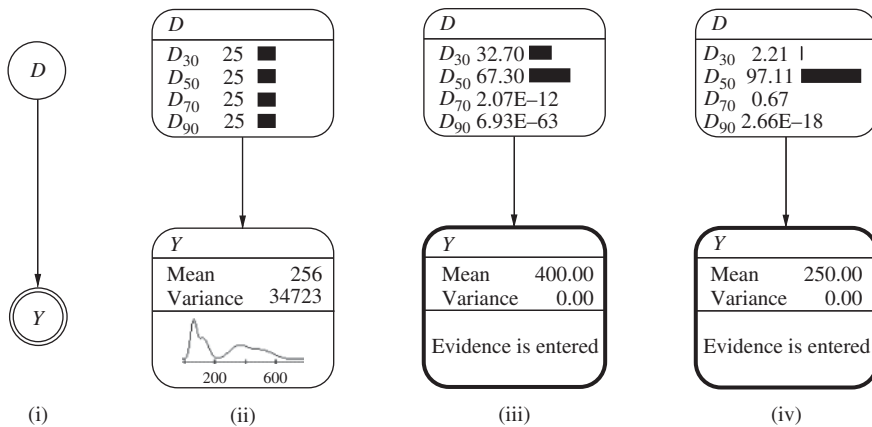 D
Y
(i)
D
D30 25
D50 25
D70 25
D90 25
Y
Mean 256
Variance 34723
200 600
(ii)
D
D30 32.70
D50 67.30
D70 2.07E–12
D90 6.93E–63
Y
Mean 400.00
Variance 0.00
Evidence is entered
(iii)
D
D30 2.21
D50 97.11
D70 0.67
D90 2.66E–18
Y
Mean 250.00
Variance 0.00
Evidence is entered
(iv)